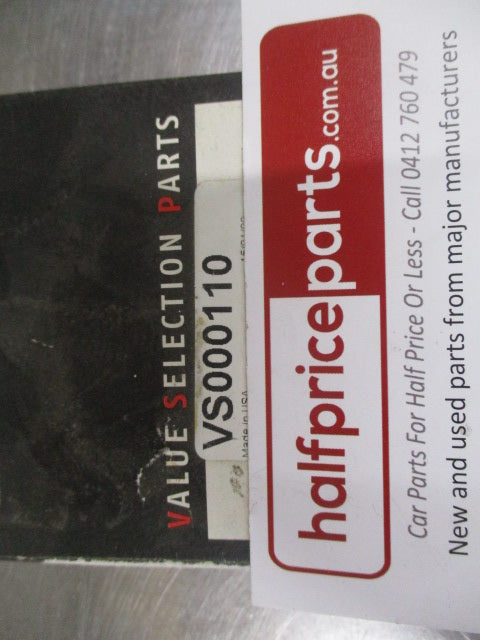 VALUE SELECTION PARTS
VS000110
Made in USA
halfpriceparts.com.au
Car Parts For Half Price Or Less - Call 0412 760 479
New and used parts from major manufacturers